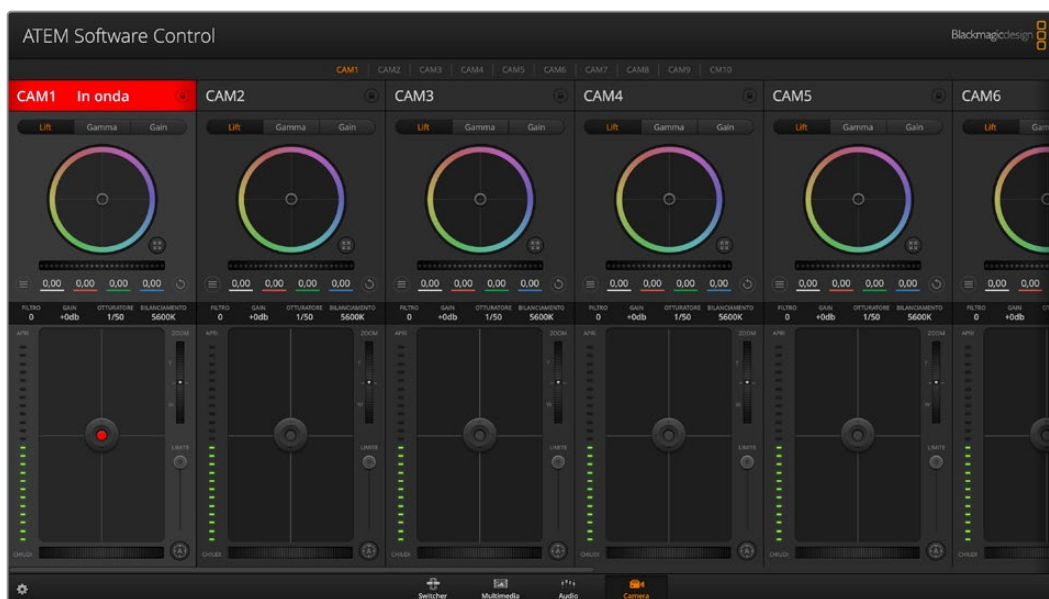 ATEM Software Control
Blackmagicdesign
CAM1 CAM2 CAM3 CAM4 CAM5 CAM6 CAM7 CAM8 CAM9 CM10
CAM1 In onda CAM2 CAM3 CAM4 CAM5 CAM6
Lift Gamma Gain Lift Gamma Gain Lift Gamma Gain Lift Gamma Gain Lift Gamma Gain Lift Gam
0,00 0,00 0,00 0,00 0,00 0,00 0,00 0,00 0,00 0,00 0,00 0,00 0,00 0,00 0,00 0,00 0,00 0,00 0,00 0,00 0,00 0,00
FILTRO GAIN OTTURATORE BILANCIAMENTO FILTRO GAIN OTTURATORE BILANCIAMENTO FILTRO GAIN OTTURATORE BILANCIAMENTO FILTRO GAIN OTTURATORE BILANCIAMENTO FILTRO GAIN OTTURATORE BILANCIAMENTO FILTRO GAIN
0 +0db 1/50 5600K 0 +0db 1/50 5600K 0 +0db 1/50 5600K 0 +0db 1/50 5600K 0 +0db 1/50 5600K 0 +0db
APRI ZOOM APRI ZOOM APRI ZOOM APRI ZOOM APRI ZOOM APRI
T T T T T
W W W W W
LIMITE LIMITE LIMITE LIMITE LIMITE
CHIUDI A CHIUDI A CHIUDI A CHIUDI A CHIUDI A CHIUDI
Switcher Multimedia Audio Camera